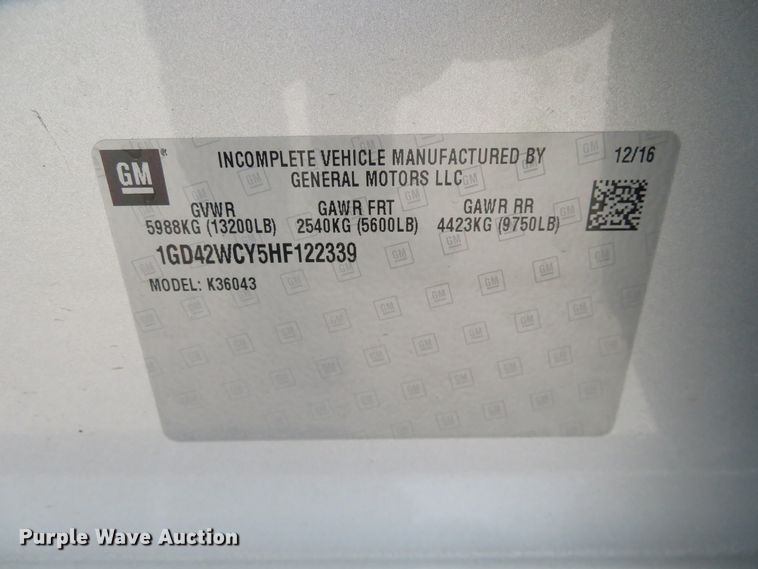 GM
INCOMPLETE VEHICLE MANUFACTURED BY
GENERAL MOTORS LLC
12/16
GVWR GAWR FRT GAWR RR
5988KG (13200LB) 2540KG (5600LB) 4423KG (9750LB)
1GD42WCY5HF122339
MODEL: K36043
Purple Wave Auction